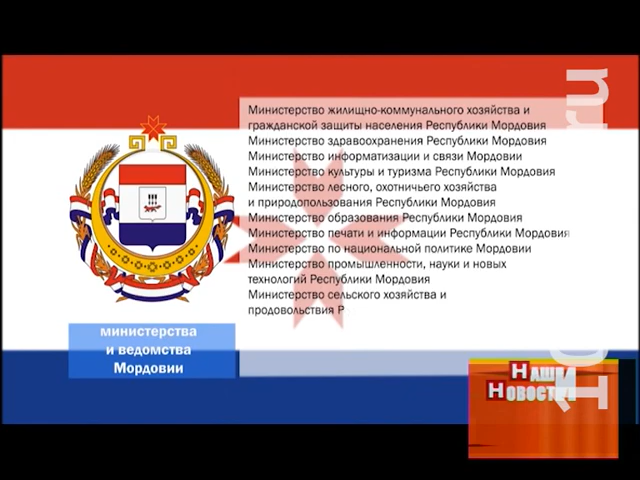 Министерство жилищно-коммунального хозяйства и
гражданской защиты населения Республики Мордовия
Министерство здравоохранения Республики Мордовия
Министерство информатизации и связи Мордовии
Министерство культуры и туризма Республики Мордовия
Министерство лесного, охотничьего хозяйства
и природопользования Республики Мордовия
Министерство образования Республики Мордовия
Министерство печати и информации Республики Мордовия
Министерство по национальной политике Мордовии
Министерство промышленности, науки и новых
технологий Республики Мордовия
Министерство сельского хозяйства и
продовольствия Р
министерства
и ведомства
Мордовии
Наши
Новости
ru